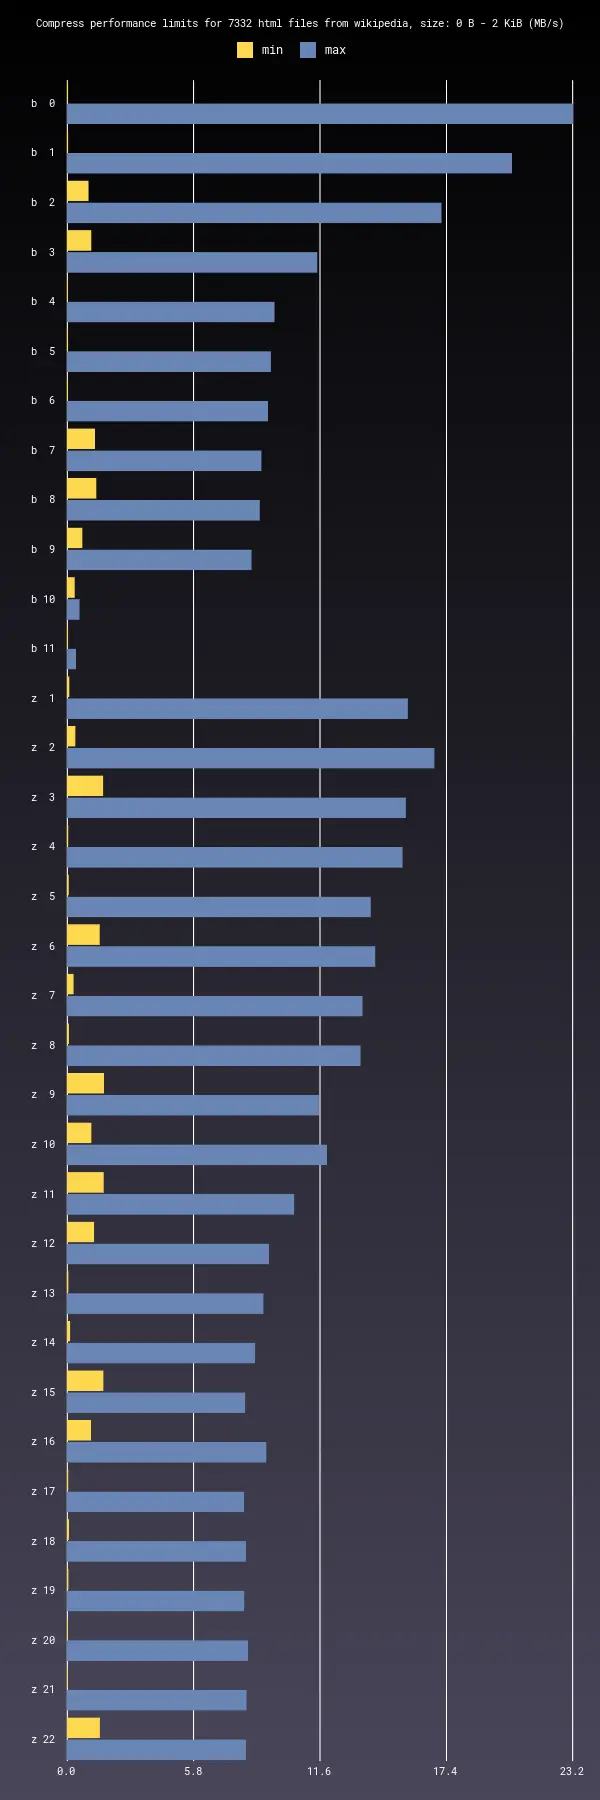 Compress performance limits for 7332 html files from wikipedia, size: 0 B - 2 KiB (MB/s)
min max
b 0
b 1
b 2
b 3
b 4
b 5
b 6
b 7
b 8
b 9
b 10
b 11
z 1
z 2
z 3
z 4
z 5
z 6
z 7
z 8
z 9
z 10
z 11
z 12
z 13
z 14
z 15
z 16
z 17
z 18
z 19
z 20
z 21
z 22
0.0 5.8 11.6 17.4 23.2